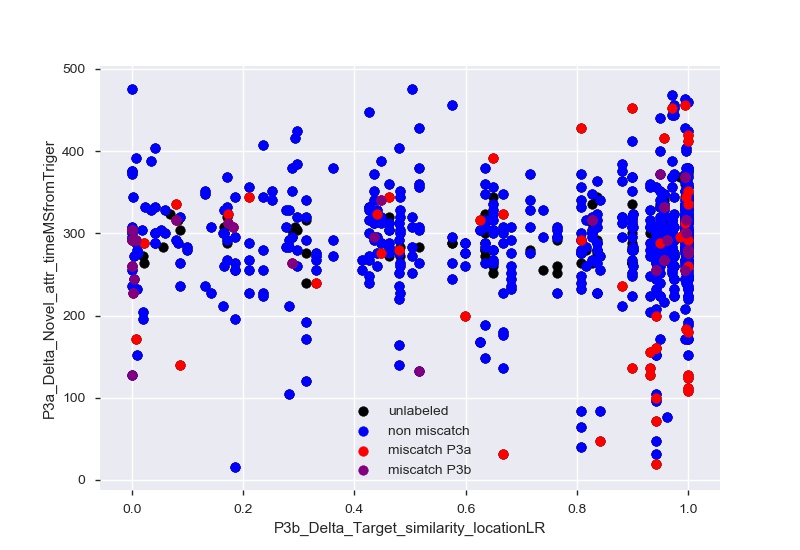 500
400
300
200
100
0
P3a_Delta_Novel_attr_timeMSfromTriger
unlabeled
non miscatch
miscatch P3a
miscatch P3b
0.0 0.2 0.4 0.6 0.8 1.0
P3b_Delta_Target_similarity_locationLR